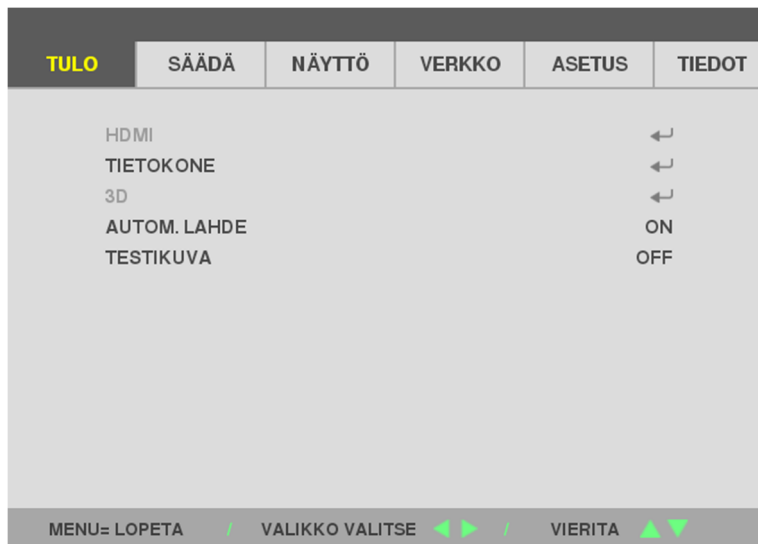 TULO SÄÄDÄ NÄYTTÖ VERKKO ASETUS TIEDOT
HDMI
TIETOKONE
3D
AUTOM. LAHDE ON
TESTIKUVA OFF
MENU= LOPETA / VALIKKO VALITSE / VIERITA